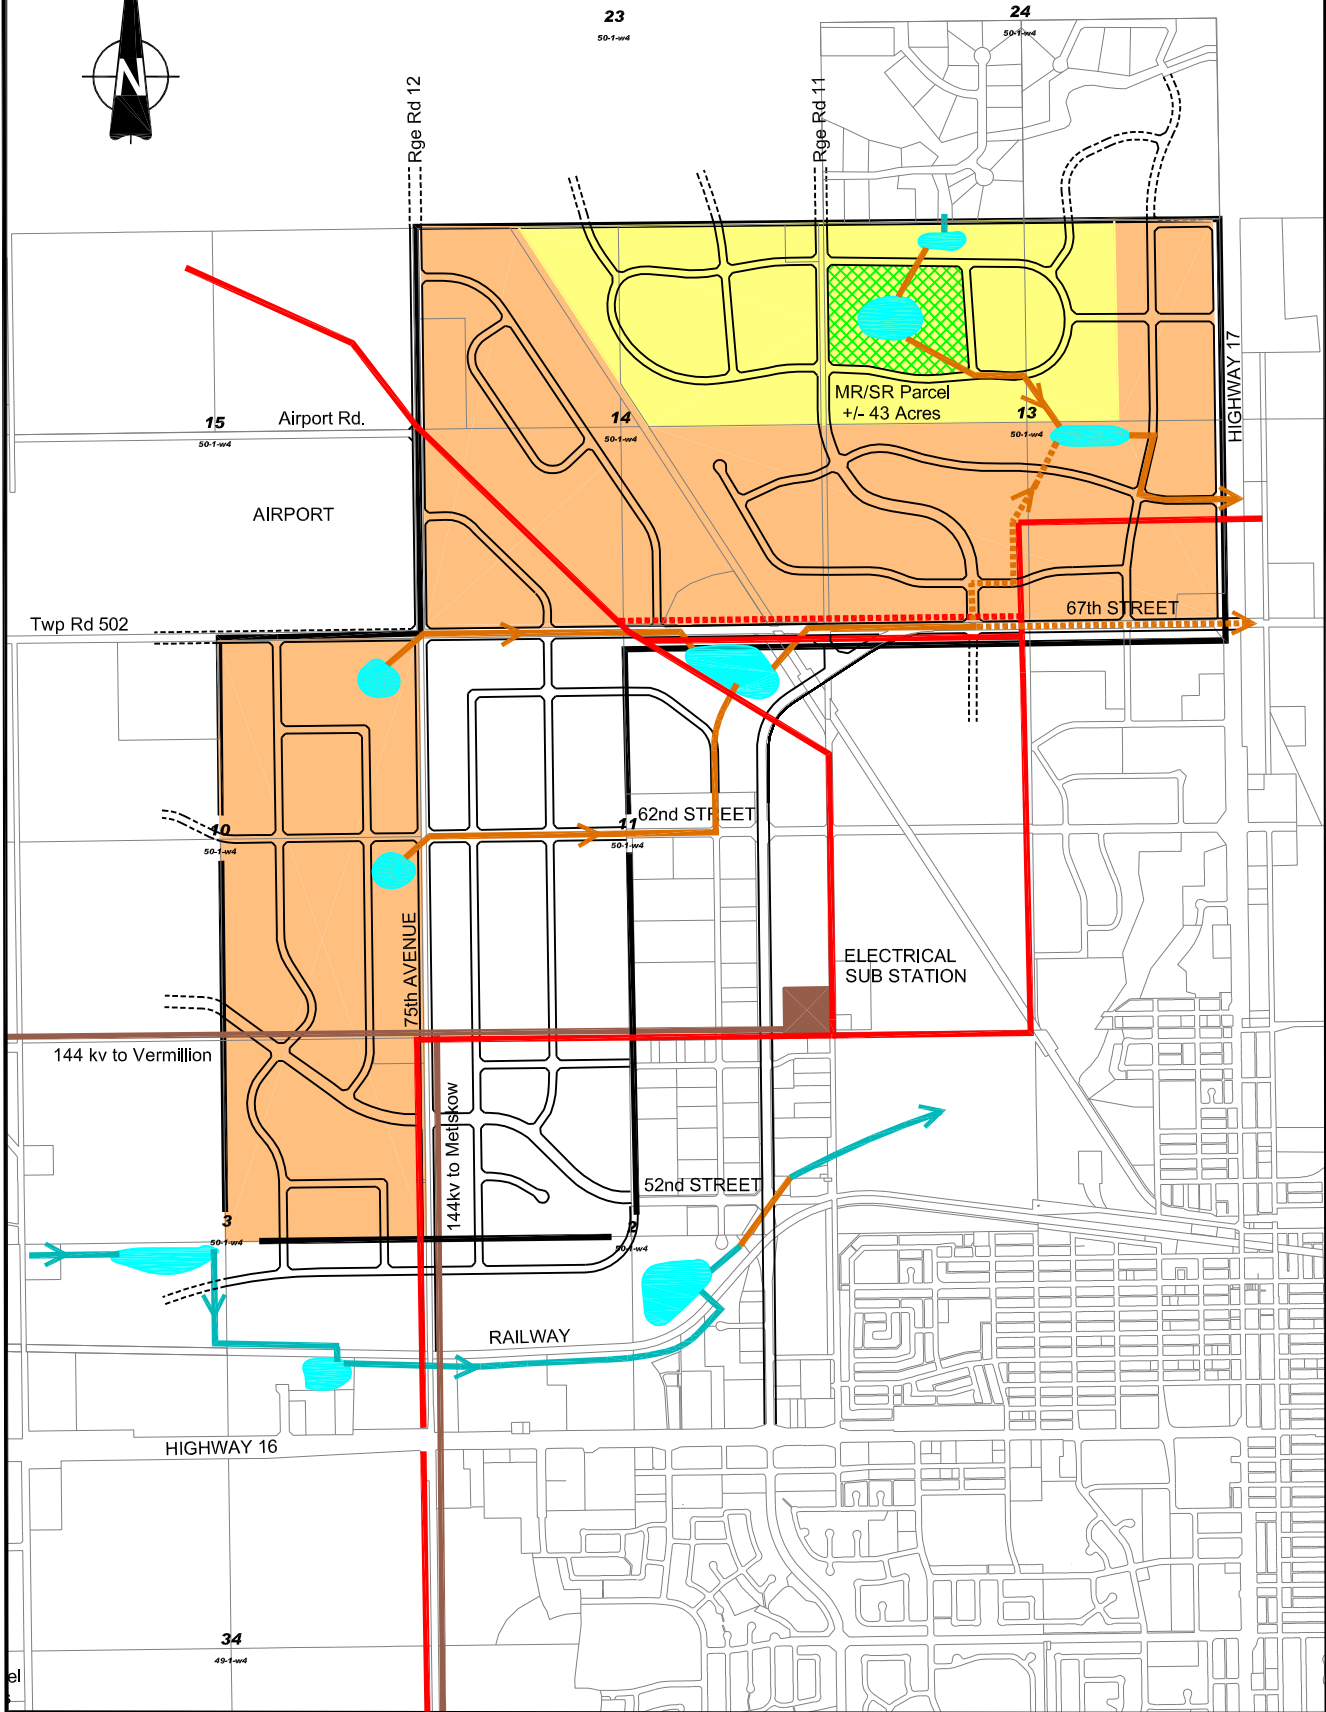 23
50-1-w4
24
50-1-w4
N
Rge Rd 12
Rge Rd 11
HIGHWAY 17
MR/SR Parcel
+/- 43 Acres
15
50-1-w4
Airport Rd.
14
50-1-w4
13
50-1-w4
AIRPORT
67th STREET
Twp Rd 502
10
50-1-w4
11
50-1-w4
62nd STREET
75th AVENUE
ELECTRICAL
SUB STATION
144 kv to Vermillion
144kv to Metiskow
52nd STREET
3
50-1-w4
2
50-1-w4
RAILWAY
HIGHWAY 16
34
49-1-w4
el